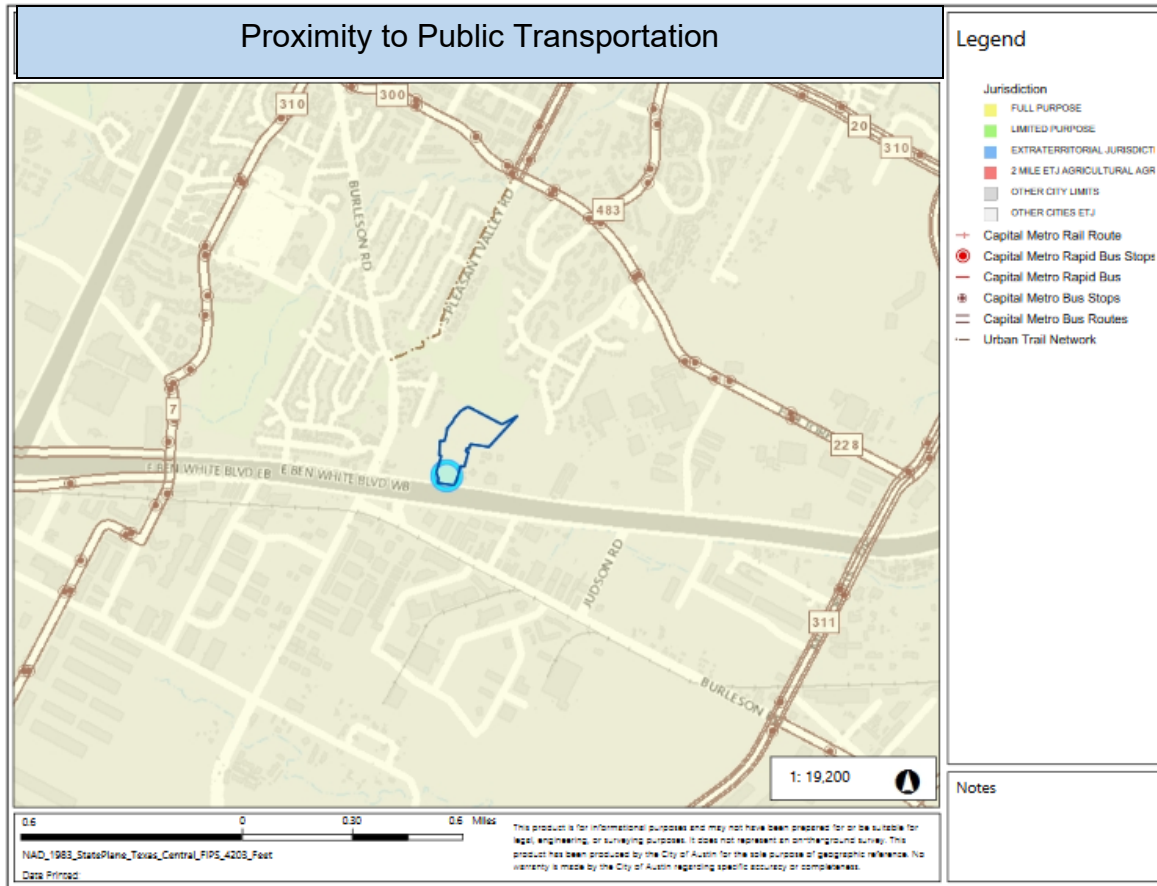 Proximity to Public Transportation
Legend
Jurisdiction
FULL PURPOSE
LIMITED PURPOSE
EXTRATERRITORIAL JURISDICTI
2 MILE ETJ AGRICULTURAL AGR
OTHER CITY LIMITS
OTHER CITIES ETJ
Capital Metro Rail Route
Capital Metro Rapid Bus Stops
Capital Metro Rapid Bus
Capital Metro Bus Stops
Capital Metro Bus Routes
Urban Trail Network
310
300
20
310
BURLESON RD
S PLEASANT VALLEY RD
483
7
228
E BEN WHITE BLVD EB
E BEN WHITE BLVD WB
JUDSON RD
311
BURLESON
1: 19,200
Notes
0.6
0
0.30
0.6 Miles
NAD_1983_StatePlane_Texas_Central_FIPS_4203_Feet
Data Printed:
This product is for informational purposes and may not have been prepared for or be suitable for
legal, engineering, or surveying purposes. It does not represent an on-the-ground survey. This
product has been produced by the City of Austin for the sole purpose of geographic reference. No
warranty is made by the City of Austin regarding specific accuracy or completeness.